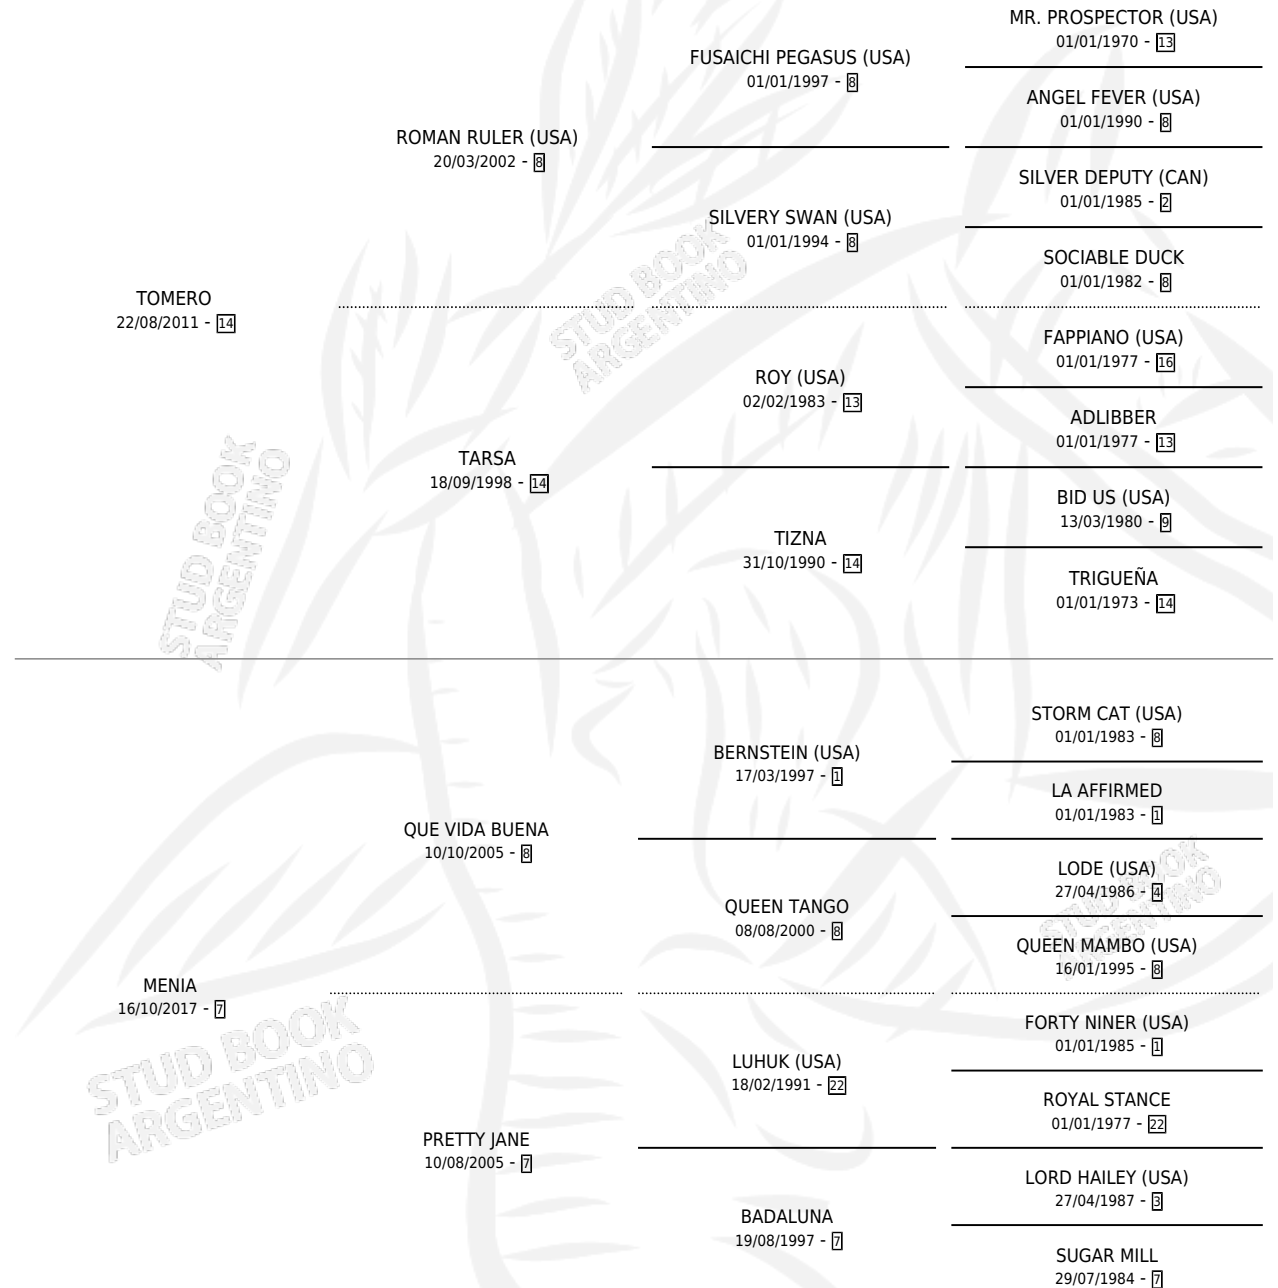 MR. PROSPECTOR (USA)
01/01/1970 - 13
FUSAICHI PEGASUS (USA)
01/01/1997 - 8
ANGEL FEVER (USA)
01/01/1990 - 8
ROMAN RULER (USA)
20/03/2002 - 8
SILVER DEPUTY (CAN)
01/01/1985 - 2
SILVERY SWAN (USA)
01/01/1994 - 8
SOCIABLE DUCK
01/01/1982 - 8
TOMERO
22/08/2011 - 14
FAPPIANO (USA)
01/01/1977 - 16
ROY (USA)
02/02/1983 - 13
ADLIBBER
01/01/1977 - 13
TARSA
18/09/1998 - 14
BID US (USA)
13/03/1980 - 9
TIZNA
31/10/1990 - 14
TRIGUEÑA
01/01/1973 - 14
STUD BOOK
ARGENTINO
STUD BOOK
ARGENTINO
STORM CAT (USA)
01/01/1983 - 8
BERNSTEIN (USA)
17/03/1997 - 1
LA AFFIRMED
01/01/1983 - 1
QUE VIDA BUENA
10/10/2005 - 8
LODE (USA)
27/04/1986 - 4
QUEEN TANGO
08/08/2000 - 8
QUEEN MAMBO (USA)
16/01/1995 - 8
MENIA
16/10/2017 - 7
FORTY NINER (USA)
01/01/1985 - 1
LUHUK (USA)
18/02/1991 - 22
ROYAL STANCE
01/01/1977 - 22
PRETTY JANE
10/08/2005 - 7
LORD HAILEY (USA)
27/04/1987 - 3
BADALUNA
19/08/1997 - 7
SUGAR MILL
29/07/1984 - 7
STUD BOOK
ARGENTINO
STUD BOOK
ARGENTINO